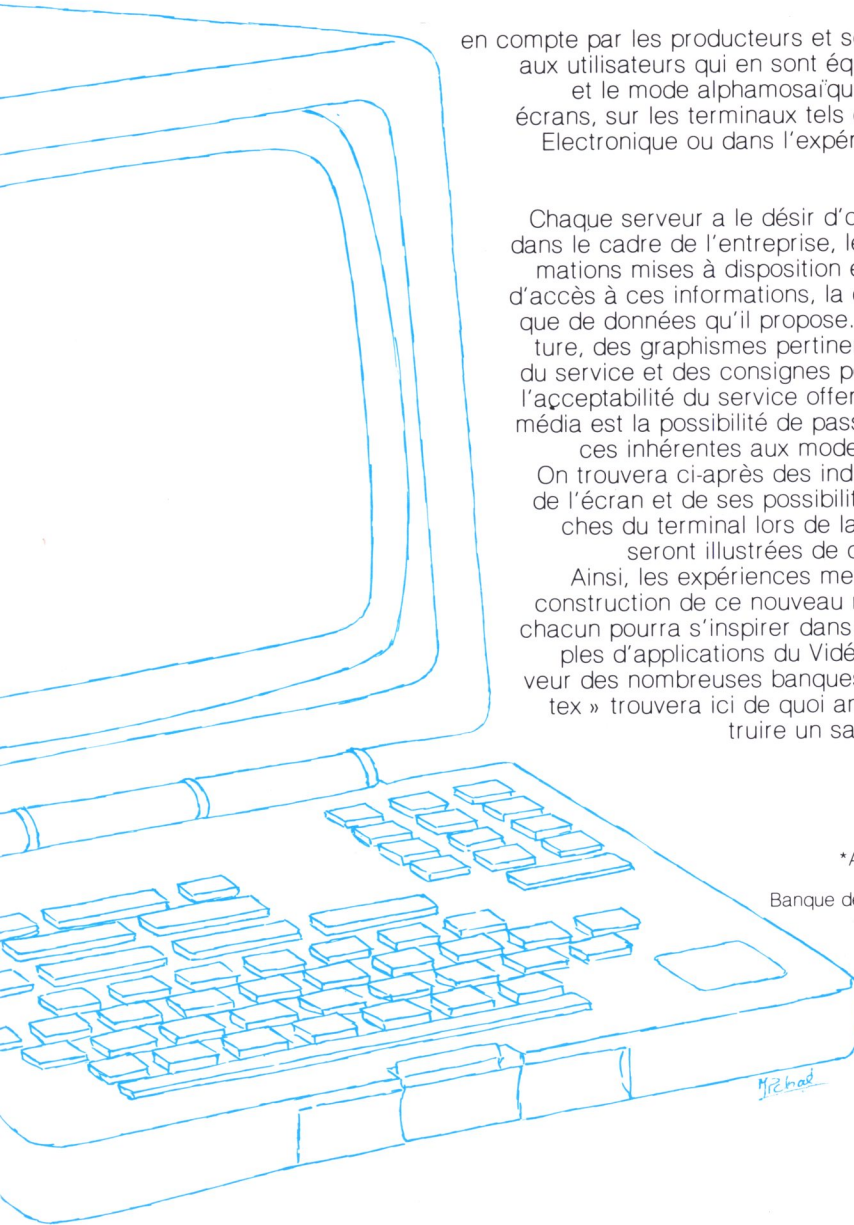 en compte par les producteurs et se
aux utilisateurs qui en sont équ
et le mode alphamosaïqu
écrans, sur les terminaux tels
Electronique ou dans l'expér
Chaque serveur a le désir d'o
dans le cadre de l'entreprise, le
mations mises à disposition e
d'accès à ces informations, la
que de données qu'il propose.
ture, des graphismes pertine
du service et des consignes p
l'acceptabilité du service offer
média est la possibilité de pass
ces inhérentes aux mode
On trouvera ci-après des ind
de l'écran et de ses possibilit
ches du terminal lors de la
seront illustrées de
Ainsi, les expériences me
construction de ce nouveau
chacun pourra s'inspirer dans
ples d'applications du Vidé
veur des nombreuses banques
tex » trouvera ici de quoi ar
truire un sa
*A
Banque de